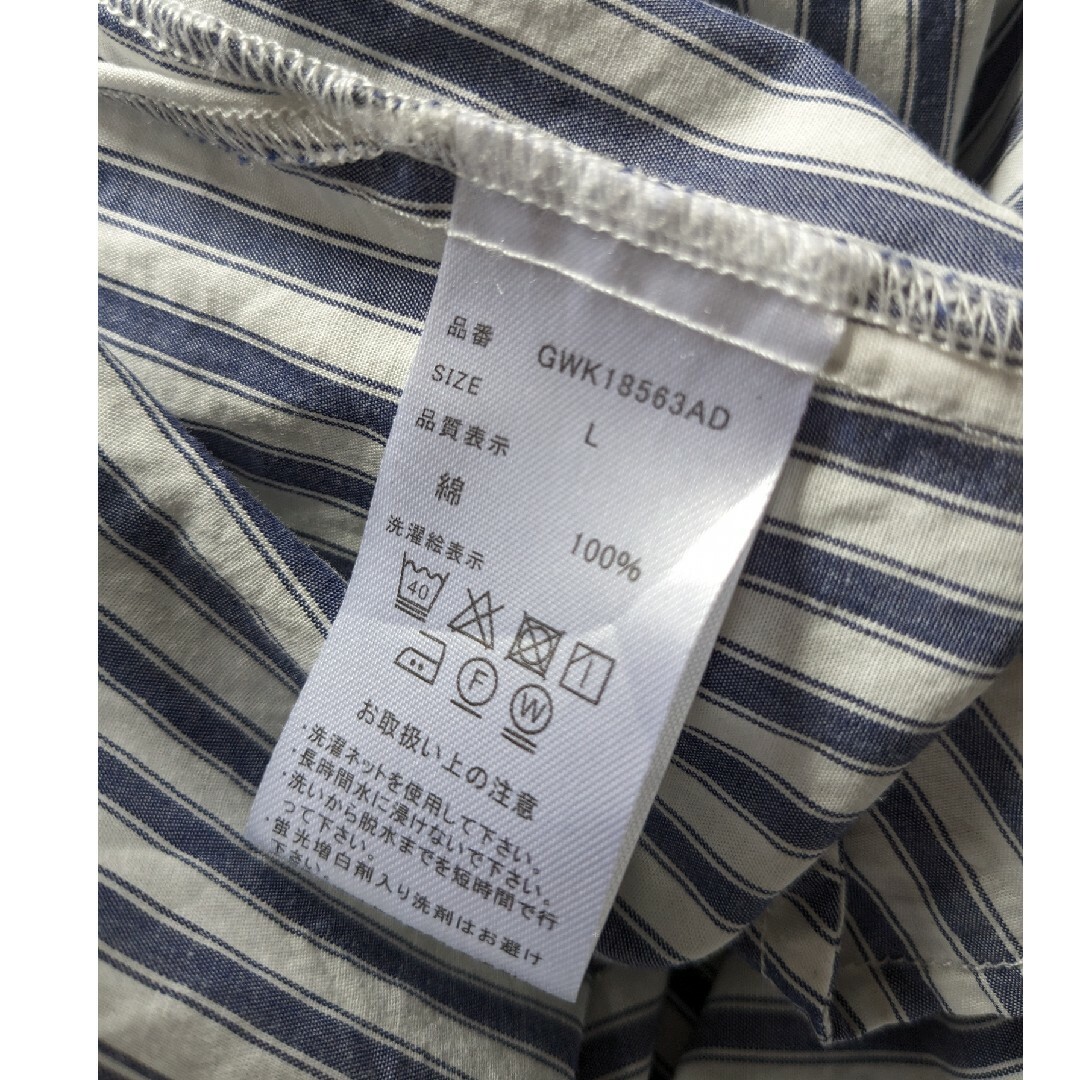 品番 GWK18563AD
SIZE L
品質表示
綿 100%
洗濯絵表示
40
F W
お取扱い上の注意
・洗濯ネットを使用して下さい。
・長時間水に浸けないで下さい。
・洗いから脱水までを短時間で行
って下さい。
・蛍光増白剤入り洗剤はお避け
下さい。